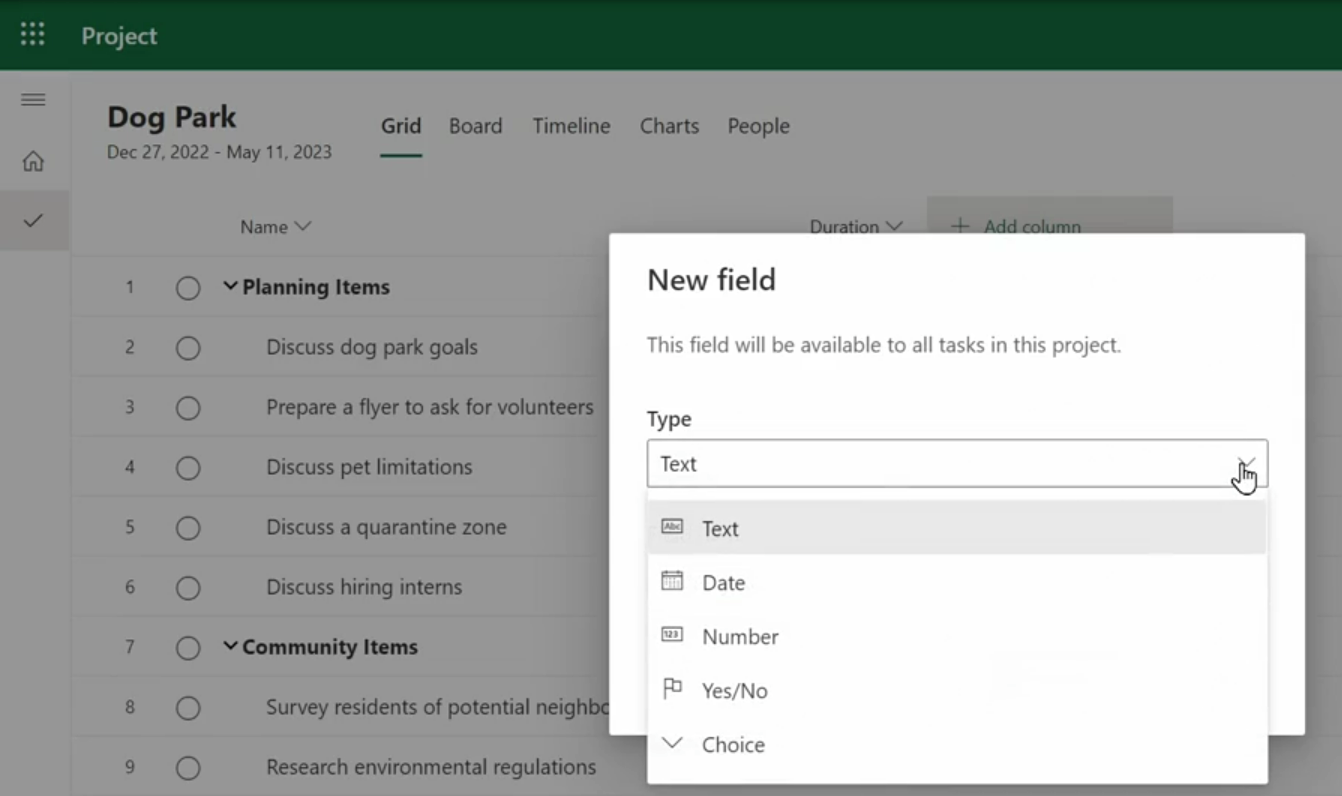 Project
Dog Park
Dec 27, 2022 - May 11, 2023
Grid Board Timeline Charts People
Name Duration Add column
1 Planning Items
2 Discuss dog park goals
3 Prepare a flyer to ask for volunteers
4 Discuss pet limitations
5 Discuss a quarantine zone
6 Discuss hiring interns
7 Community Items
8 Survey residents of potential neighbo
9 Research environmental regulations
New field
This field will be available to all tasks in this project.
Type
Text
Abc Text
Date
123 Number
Yes/No
Choice